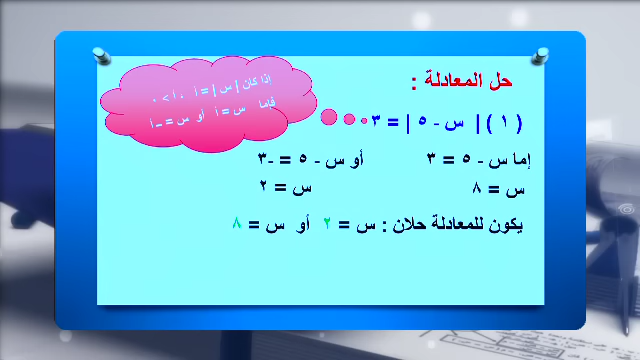 حل المعادلة :
إذا كان | س | = أ ، أ > ٠
فإما س = أ أو س = - أ
( ١ ) | س - ٥ | = ٣
إما س - ٥ = ٣ أو س - ٥ = -٣
س = ٨ س = ٢
يكون للمعادلة حلان : س = ٢ أو س = ٨